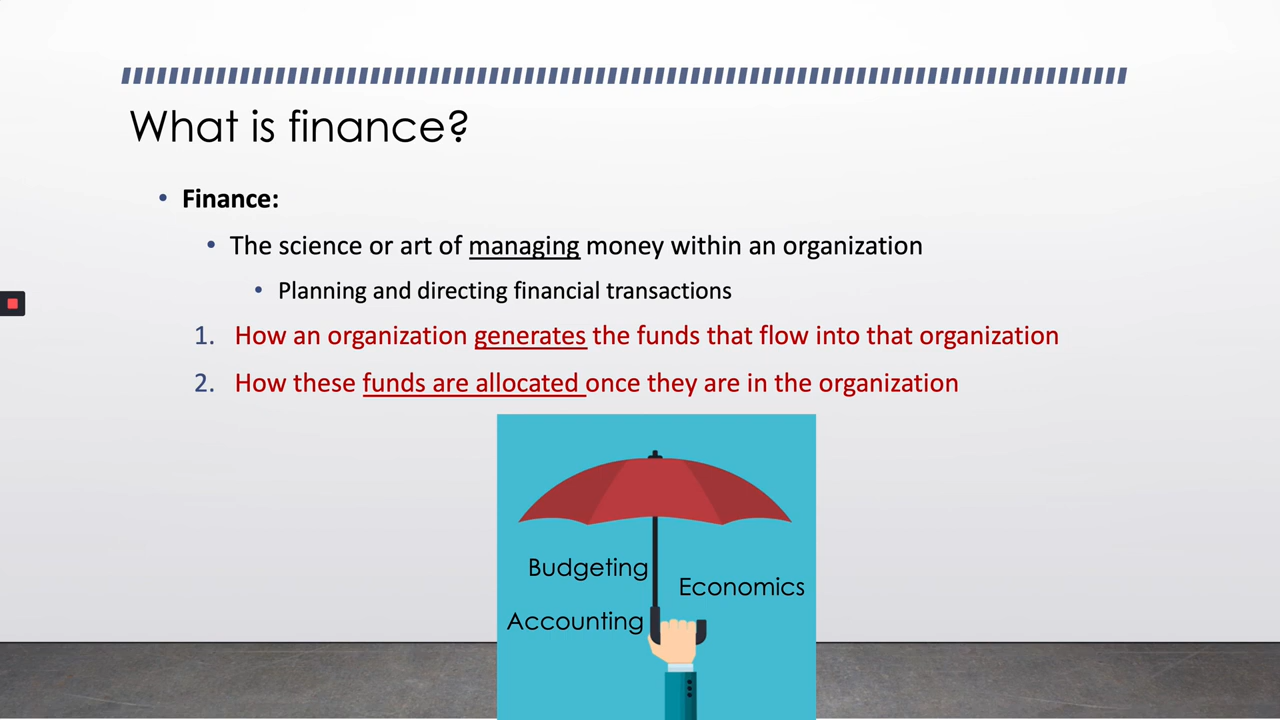 What is finance?
• Finance:
• The science or art of managing money within an organization
• Planning and directing financial transactions
1. How an organization generates the funds that flow into that organization
2. How these funds are allocated once they are in the organization
Budgeting
Economics
Accounting